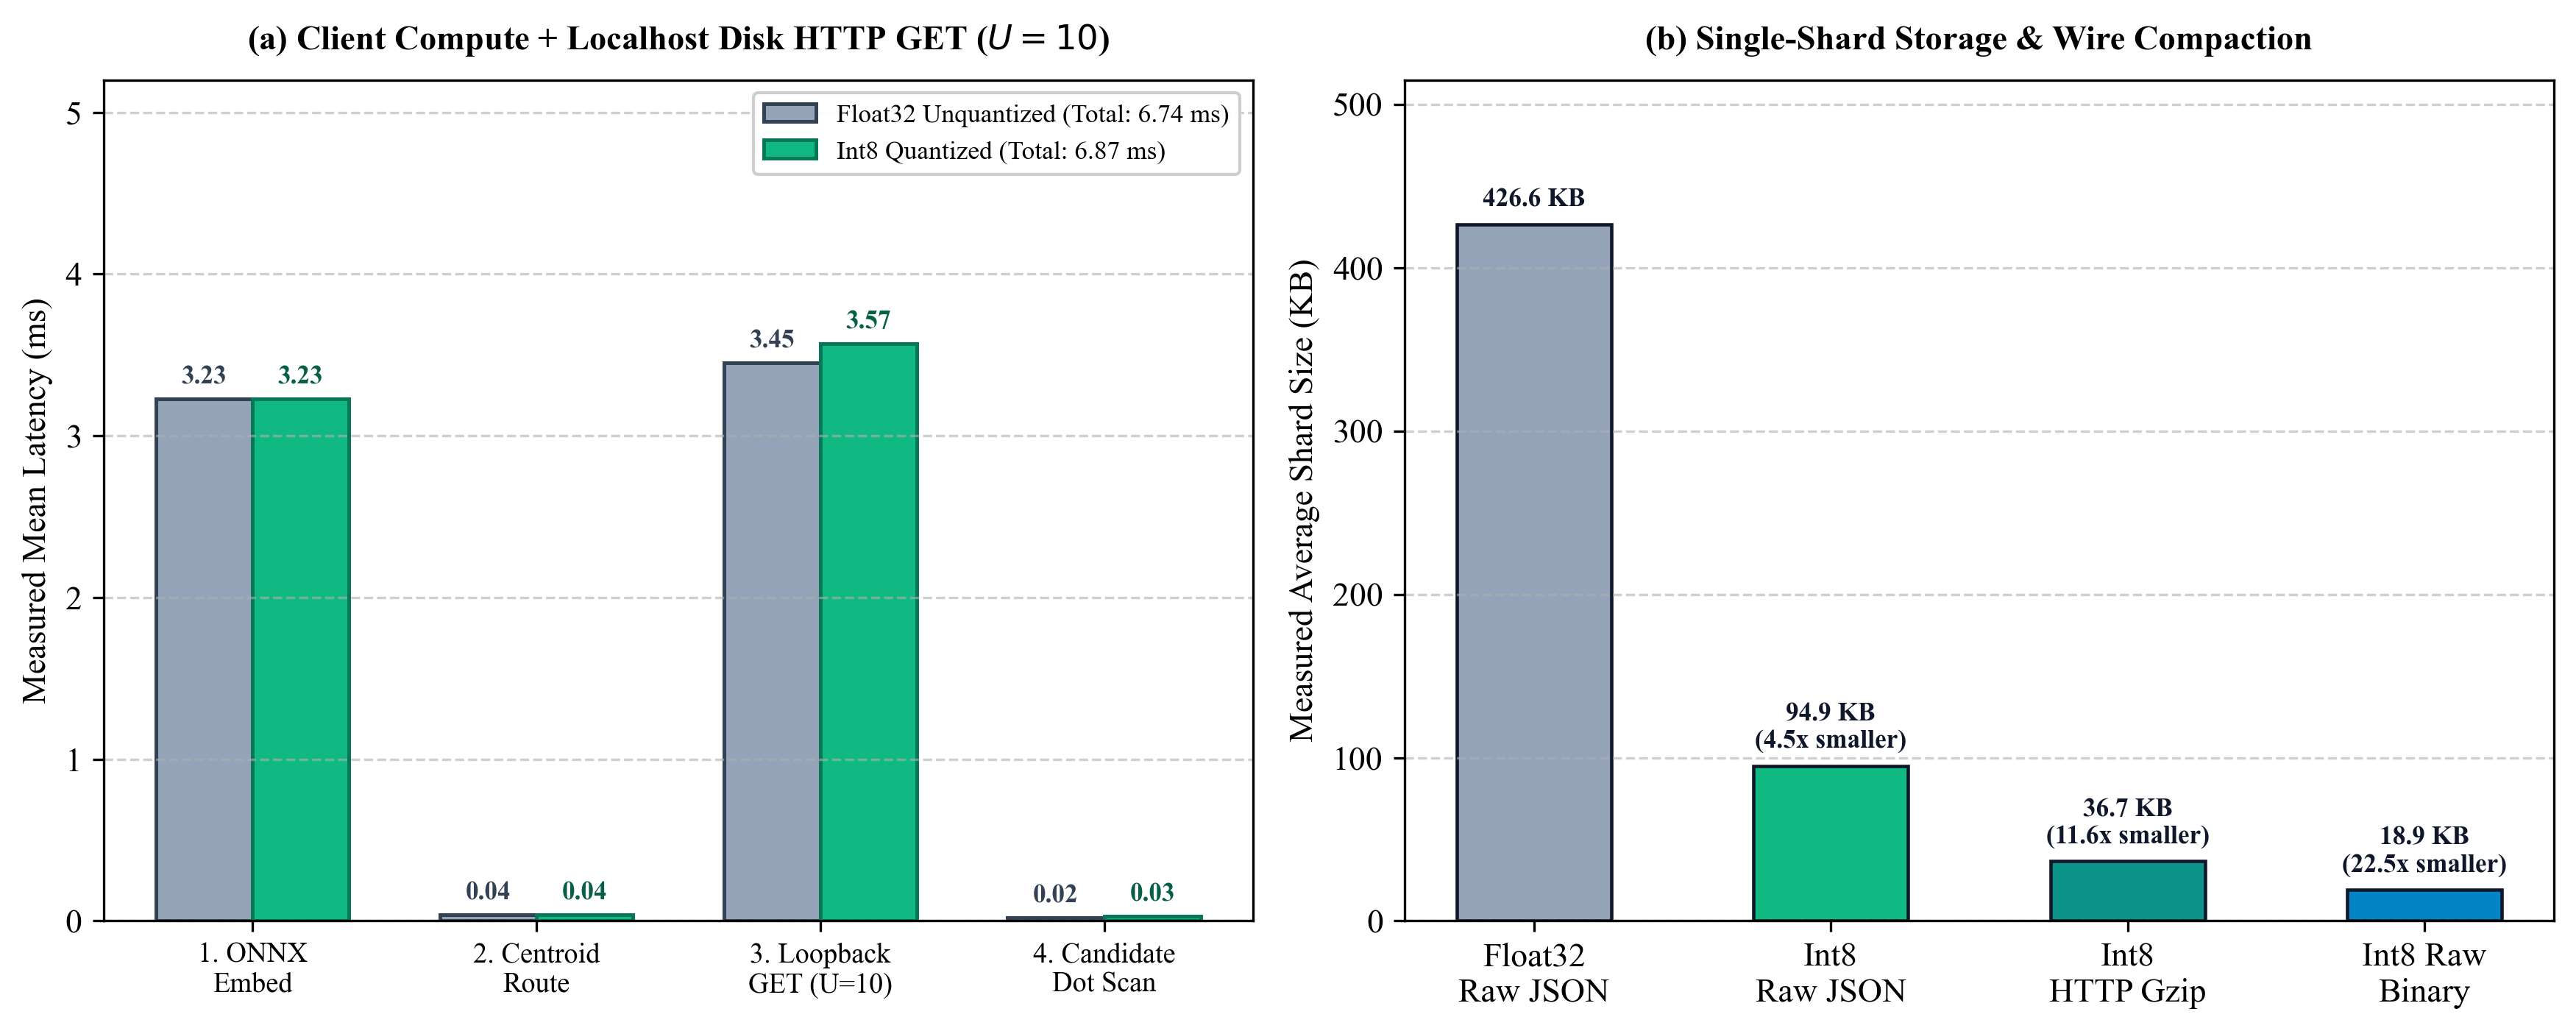 (a) Client Compute + Localhost Disk HTTP GET (U = 10)
Measured Mean Latency (ms)
5
4
3
2
1
0
Float32 Unquantized (Total: 6.74 ms)
Int8 Quantized (Total: 6.87 ms)
3.23
3.23
0.04
0.04
3.45
3.57
0.02
0.03
1. ONNX
Embed
2. Centroid
Route
3. Loopback
GET (U=10)
4. Candidate
Dot Scan
(b) Single-Shard Storage & Wire Compaction
Measured Average Shard Size (KB)
500
400
300
200
100
0
426.6 KB
94.9 KB
(4.5x smaller)
36.7 KB
(11.6x smaller)
18.9 KB
(22.5x smaller)
Float32
Raw JSON
Int8
Raw JSON
Int8
HTTP Gzip
Int8 Raw
Binary